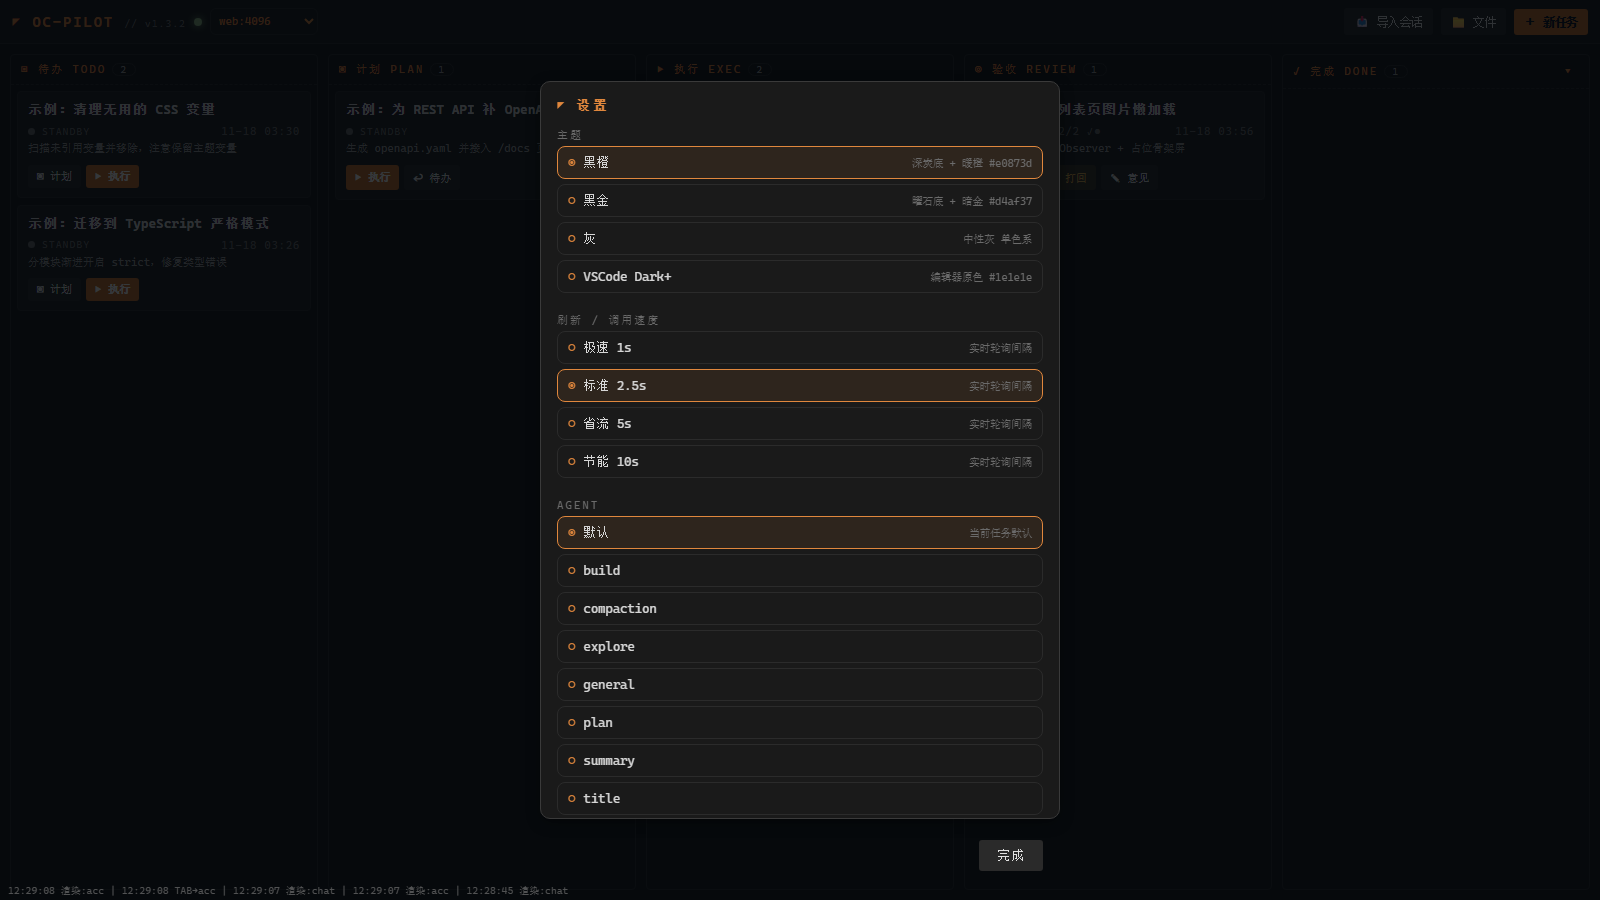 OC-PILOT // v1.3.2 web:4096
导入会话 文件 + 新任务
待办 TODO 2
计划 PLAN 1
执行 EXEC 2
验收 REVIEW 1
完成 DONE 1
示例: 清理无用的 CSS 变量
STANDBY 11-18 03:39
扫描未引用变量并移除，注意保留主题变量
计划 执行
示例: 迁移到 TypeScript 严格模式
STANDBY 11-18 03:26
分模块渐进开启 strict，修复类型错误
计划 执行
示例: 为 REST API 补 OpenA
STANDBY
生成 openapi.yaml 并嵌入 /docs
执行 待办
列表页图片懒加载
2/2 11-18 03:56
Observer + 占位骨架屏
打回 意见
设置
主题
黑橙 深炭底 + 暖橙 #e0873d
黑金 曜石底 + 暗金 #d4af37
灰 中性灰 单色系
VSCode Dark+ 编辑器原色 #1e1e1e
刷新 / 调用速度
极速 1s 实时轮询间隔
标准 2.5s 实时轮询间隔
省流 5s 实时轮询间隔
节能 10s 实时轮询间隔
AGENT
默认 当前任务默认
build
compaction
explore
general
plan
summary
title
完成
12:29:08 渲染:acc | 12:29:08 TAB→acc | 12:29:07 渲染:chat | 12:29:07 渲染:acc | 12:28:45 渲染:chat